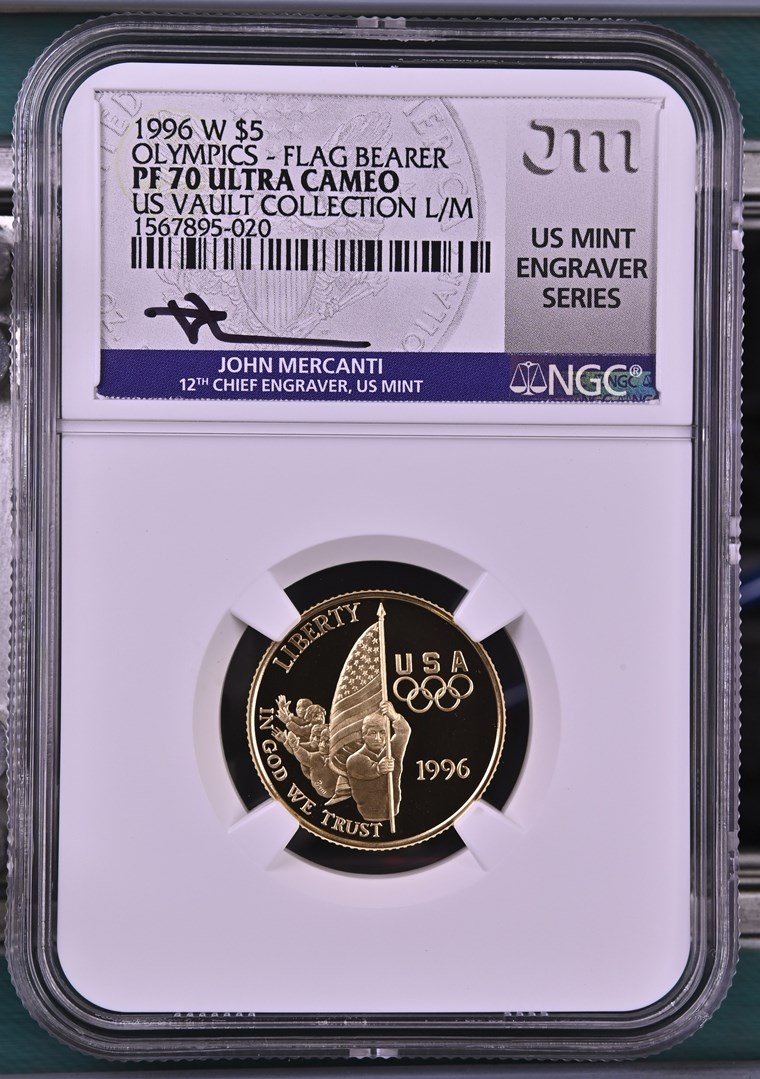 1996 W $5
OLYMPICS - FLAG BEARER
PF 70 ULTRA CAMEO
US VAULT COLLECTION L/M
1567895-020
JM
US MINT
ENGRAVER
SERIES
JOHN MERCANTI
12TH CHIEF ENGRAVER, US MINT
NGC®
LIBERTY
USA
IN GOD WE TRUST
1996